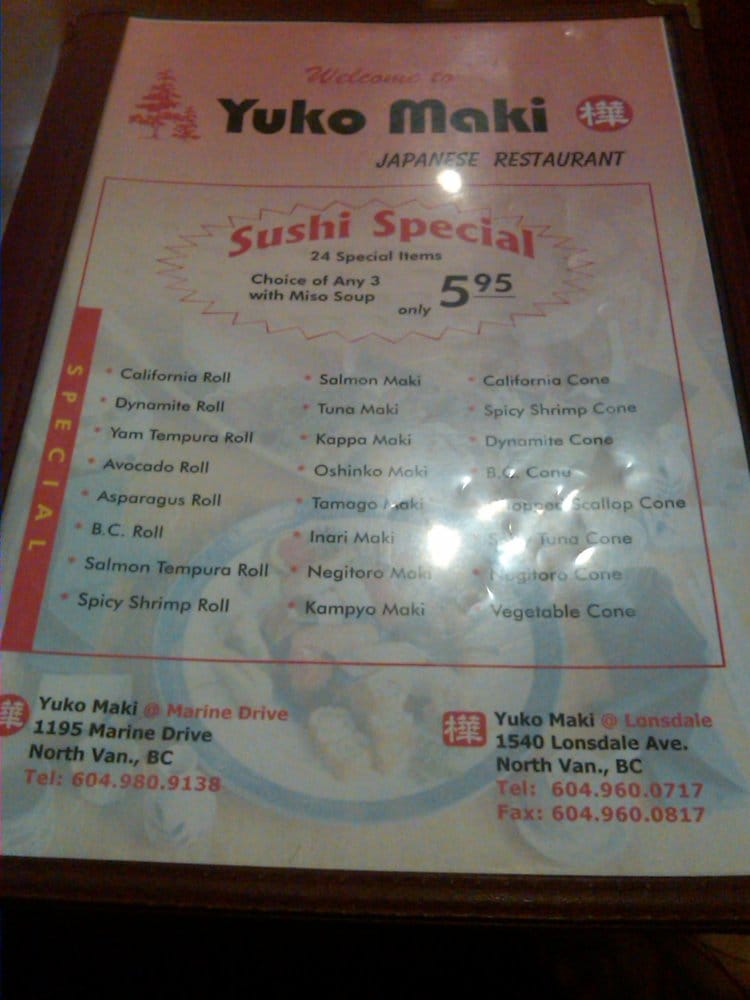 Welcome to
Yuko Maki 樺
JAPANESE RESTAURANT
Sushi Special
24 Special Items
Choice of Any 3
with Miso Soup
only 5 95
SPECIAL
California Roll
Dynamite Roll
Yam Tempura Roll
Avocado Roll
Asparagus Roll
B.C. Roll
Salmon Tempura Roll
Spicy Shrimp Roll
Salmon Maki
Tuna Maki
Kappa Maki
Oshinko Maki
Tamago Maki
Inari Maki
Negitoro Maki
Kampyo Maki
California Cone
Spicy Shrimp Cone
Dynamite Cone
B.C. Cone
Scallop Cone
Tuna Cone
Negitoro Cone
Vegetable Cone
樺 Yuko Maki @ Marine Drive
1195 Marine Drive
North Van., BC
Tel: 604.980.9138
樺 Yuko Maki @ Lonsdale
1540 Lonsdale Ave.
North Van., BC
Tel: 604.960.0717
Fax: 604.960.0817